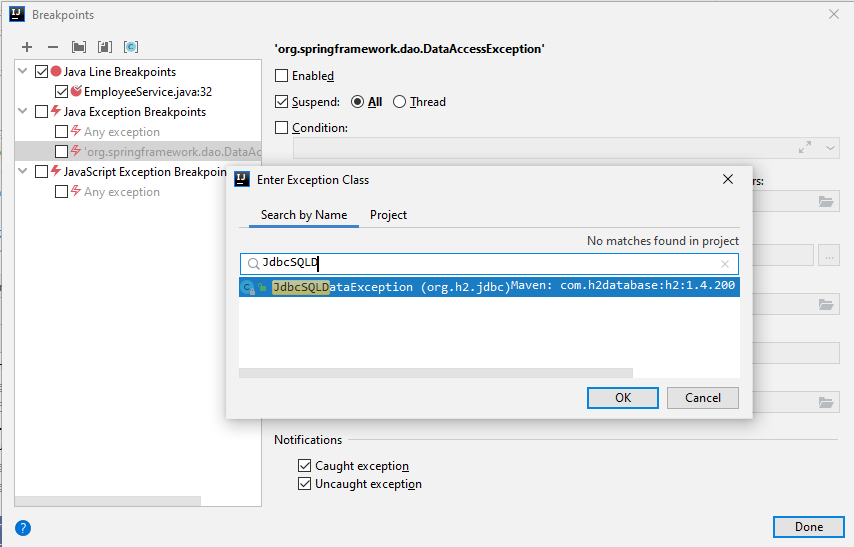 Breakpoints
'org.springframework.dao.DataAccessException'
Java Line Breakpoints
Enabled
EmployeeService.java:32
Suspend: All Thread
Java Exception Breakpoints
Condition:
Any exception
'org.springframework.dao.DataAc
JavaScript Exception Breakpoin
Any exception
Enter Exception Class
rs:
Search by Name Project
No matches found in project
JdbcSQLD
JdbcSQLDataException (org.h2.jdbc) Maven: com.h2database:h2:1.4.200
...
OK Cancel
Notifications
Caught exception
Uncaught exception
? Done